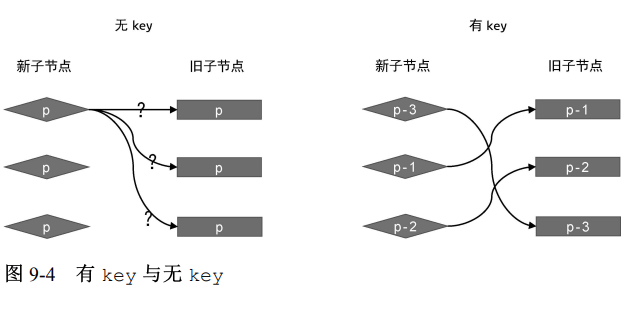 无 key
有 key
新子节点 旧子节点
新子节点 旧子节点
p ? p
p ? p
p ? p
p-3 p-1
p-1 p-2
p-2 p-3
图 9-4 有 key 与无 key